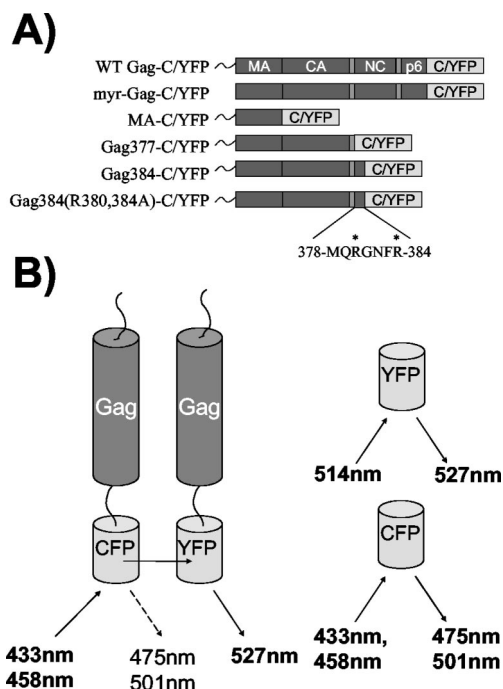 A)
WT Gag-C/YFP MA CA NC p6 C/YFP
myr-Gag-C/YFP C/YFP
MA-C/YFP C/YFP
Gag377-C/YFP C/YFP
Gag384-C/YFP C/YFP
Gag384(R380,384A)-C/YFP C/YFP
* *
378-MQRGNFR-384
B)
Gag Gag
CFP YFP
433nm
458nm
475nm
501nm
527nm
YFP
514nm 527nm
CFP
433nm,
458nm
475nm
501nm